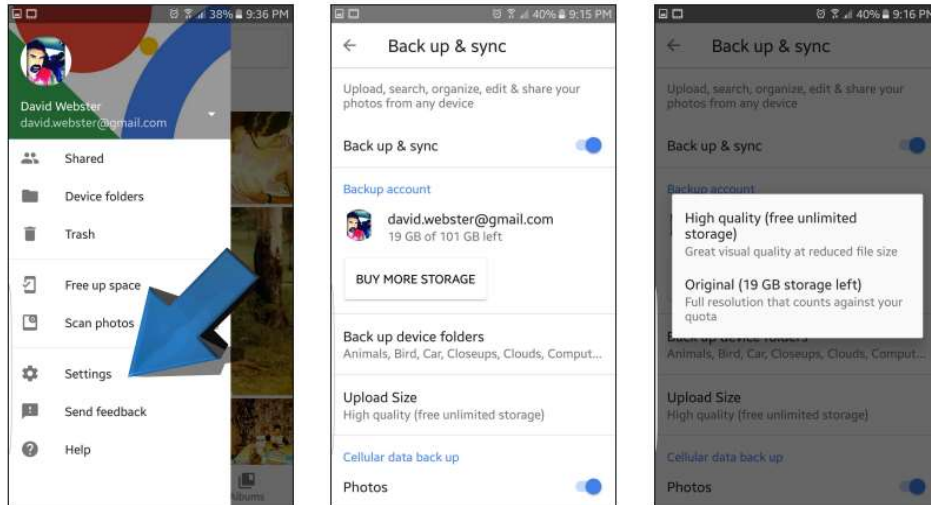 38% 9:36 PM
David Webster
david.webster@gmail.com
Shared
Device folders
Trash
Free up space
Scan photos
Settings
Send feedback
Help
Albums
40% 9:15 PM
Back up & sync
Upload, search, organize, edit & share your
photos from any device
Back up & sync
Backup account
david.webster@gmail.com
19 GB of 101 GB left
BUY MORE STORAGE
Back up device folders
Animals, Bird, Car, Closeups, Clouds, Comput...
Upload Size
High quality (free unlimited storage)
Cellular data back up
Photos
40% 9:16 PM
Back up & sync
Upload, search, organize, edit & share your
photos from any device
Back up & sync
Backup account
High quality (free unlimited
storage)
Great visual quality at reduced file size
Original (19 GB storage left)
Full resolution that counts against your
quota
Back up device folders
Animals, Bird, Car, Closeups, Clouds, Comput...
Upload Size
High quality (free unlimited storage)
Cellular data back up
Photos